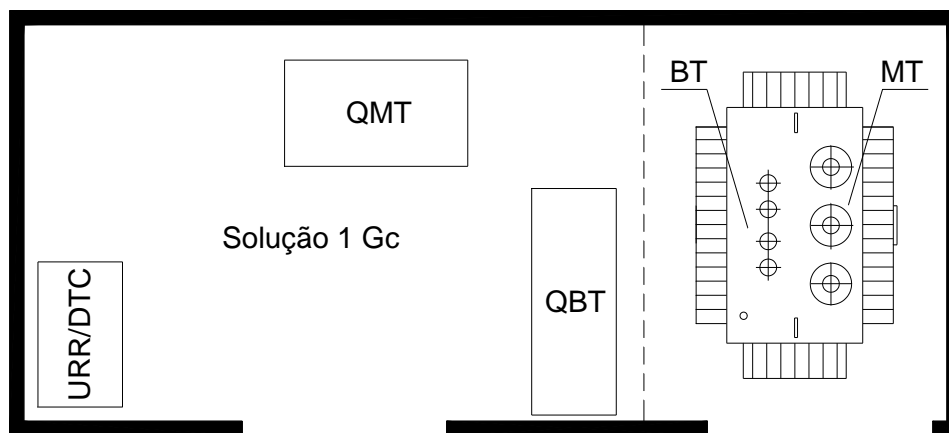 BT
MT
QMT
Solução 1 Gc
QBT
URR/DTC